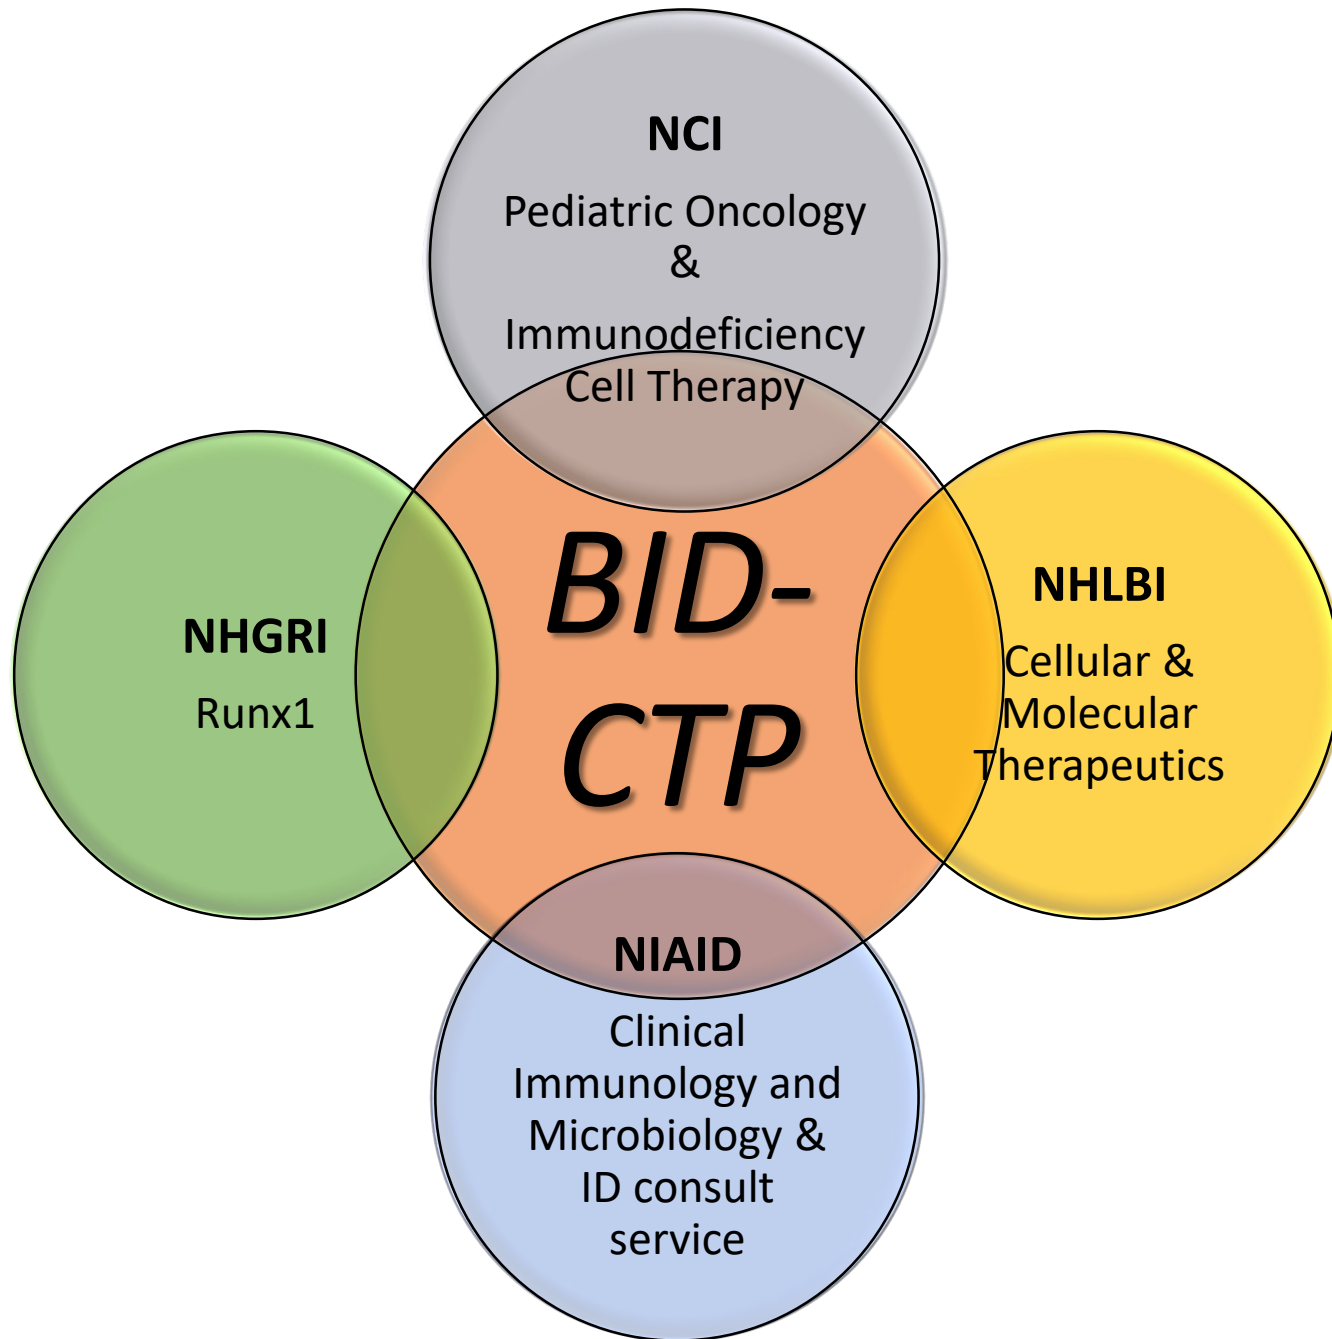 NCI
Pediatric Oncology
&
Immunodeficiency
Cell Therapy
NHGRI
Runx1
BID-
CTP
NHLBI
Cellular &
Molecular
Therapeutics
NIAID
Clinical
Immunology and
Microbiology &
ID consult
service